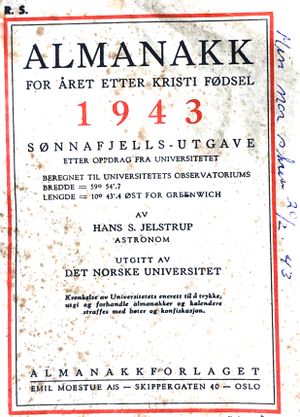 R. S.
ALMANAKK
FOR ÅRET ETTER KRISTI FØDSEL
1943
SØNNAFJELLS-UTGAVE
ETTER OPPDRAG FRA UNIVERSITETET
BEREGNET TIL UNIVERSITETETS OBSERVATORIUMS
BREDDE = 59° 54'.7
LENGDE = 10° 43'.4 ØST FOR GREENWICH
AV
HANS S. JELSTRUP
ASTRONOM
UTGITT AV
DET NORSKE UNIVERSITET
Krenkelse av Universitetets enerett til å trykke,
utgi og forhandle almanakker og kalendere
straffes med bøter og konfiskasjon.
ALMANAKKFORLAGET
EMIL MOESTUE A/S — SKIPPERGATEN 40 — OSLO
43